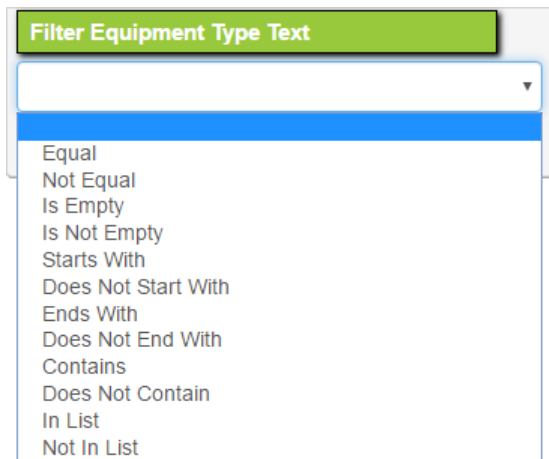 Filter Equipment Type Text
Equal
Not Equal
Is Empty
Is Not Empty
Starts With
Does Not Start With
Ends With
Does Not End With
Contains
Does Not Contain
In List
Not In List